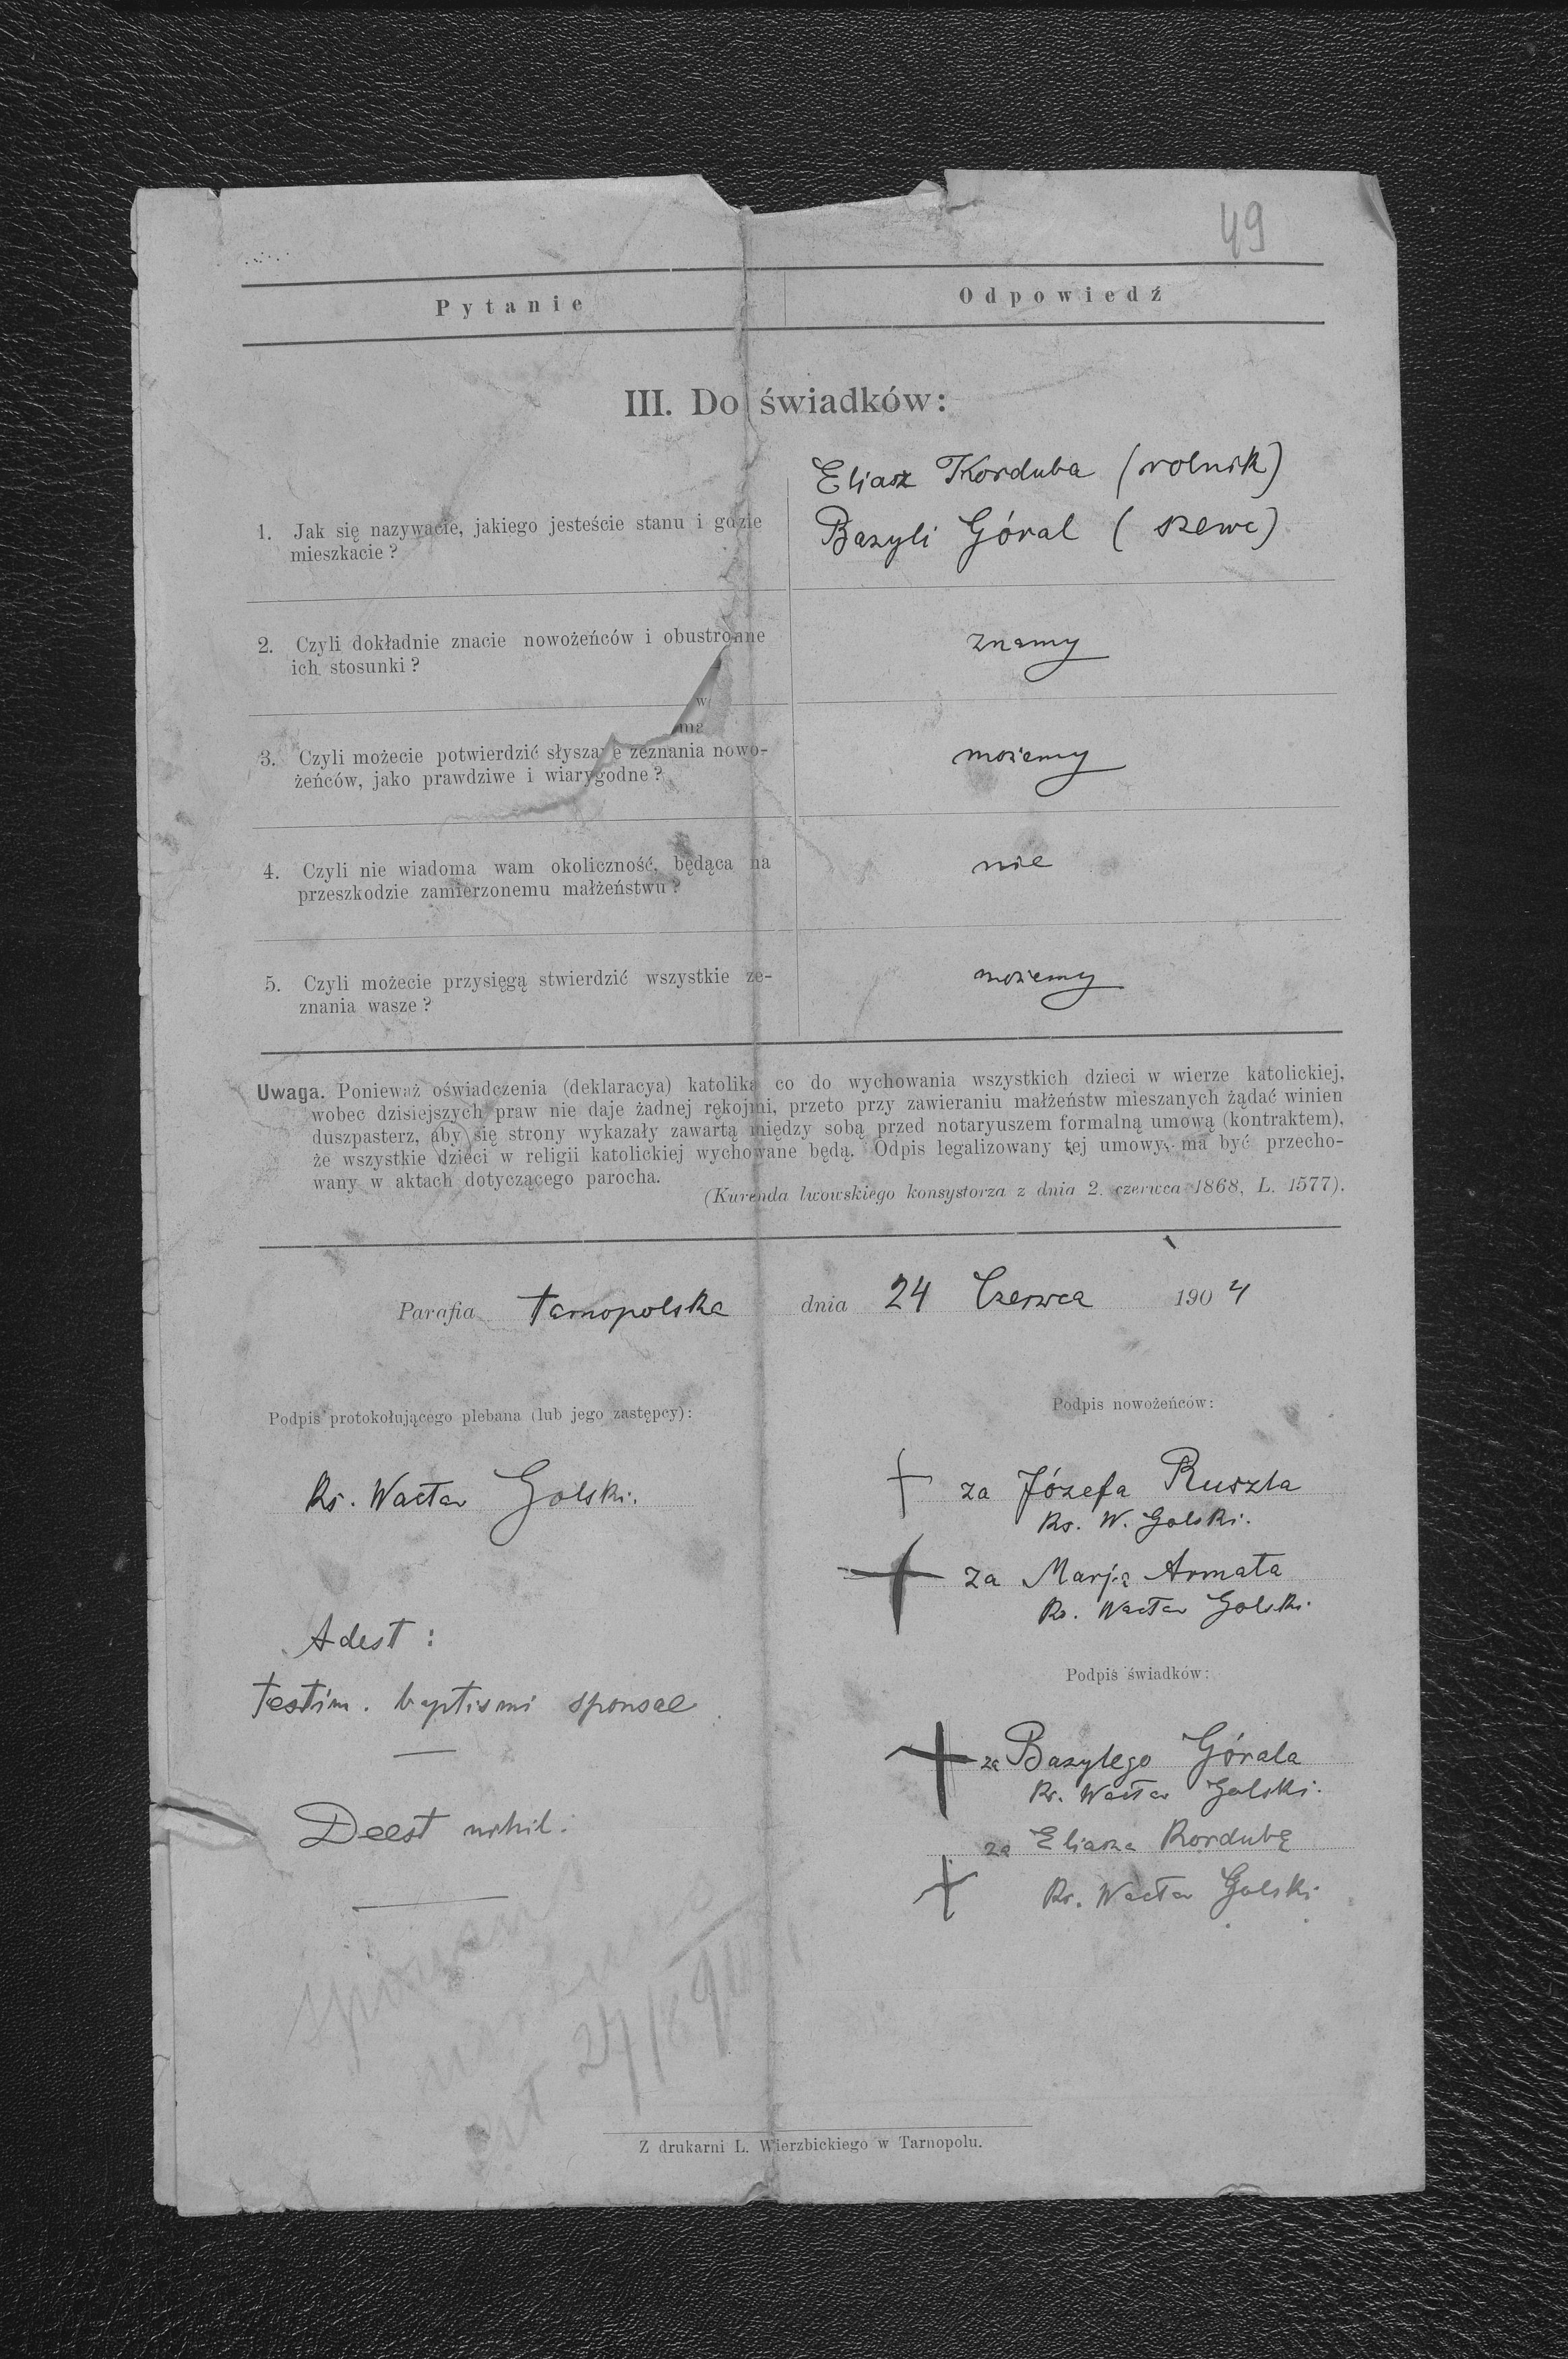 49
Pytanie
Odpowiedź
III. Do świadków:
Eliasz Korduba (rolnik)
1. Jak się nazywacie, jakiego jesteście stanu i gdzie
mieszkacie ?
Bazyli Góral ( szewc)
2. Czyli dokładnie znacie nowożeńców i obustronne
ich stosunki ?
znamy
w
ma
3. Czyli możecie potwierdzić słysza e zeznania nowo-
żeńców, jako prawdziwe i wiarygodne ?
możemy
4. Czyli nie wiadoma wam okoliczność, będąca na
przeszkodzie zamierzonemu małżeństwu ?
nie
5. Czyli możecie przysięgą stwierdzić wszystkie ze-
znania wasze ?
możemy
Uwaga. Ponieważ oświadczenia (deklaracya) katolika co do wychowania wszystkich dzieci w wierze katolickiej,
wobec dzisiejszych praw nie daje żadnej rękojmi, przeto przy zawieraniu małżeństw mieszanych żądać winien
duszpasterz, aby się strony wykazały zawartą między sobą przed notaryuszem formalną umową (kontraktem),
że wszystkie dzieci w religii katolickiej wychowane będą. Odpis legalizowany tej umowy, ma być przecho-
wany w aktach dotyczącego parocha.
(Kurenda lwowskiego konsystorza z dnia 2. czerwca 1868, L. 1577).
Parafia tarnopolska dnia 24 Czerwca 1904
Podpis protokołującego plebana (lub jego zastępcy):
Podpis nowożeńców:
Ks. Wacław Golski.
za Józefa Ruszla
Ks. W. Golski.
za Marją Armata
Ks. Wacław Golski.
Adest :
testim. baptismi sponsae
Podpis świadków:
za Bazylego Górala
Ks. Wacław Golski.
Deest nihil.
za Eliasza Kordubę
Ks. Wacław Golski
est 27/6 904
Z drukarni L. Wierzbickiego w Tarnopolu.